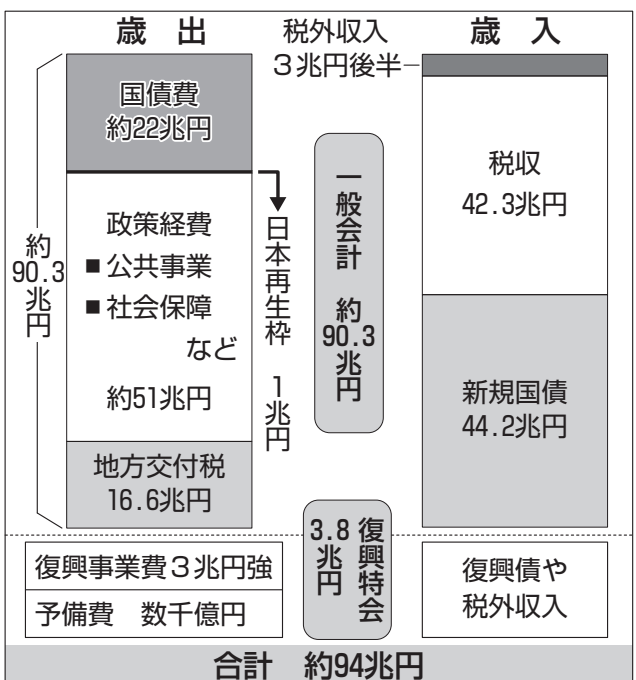 歳 出
税外収入
3兆円後半
歳 入
国債費
約22兆円
約
90.3
兆
円
政策経費
■公共事業
■社会保障
など
約51兆円
日本再生枠 1兆円
地方交付税
16.6兆円
一般会計 約90.3兆円
税収
42.3兆円
新規国債
44.2兆円
復興事業費3兆円強
予備費 数千億円
復興特会
3.8兆円
復興債や
税外収入
合計 約94兆円